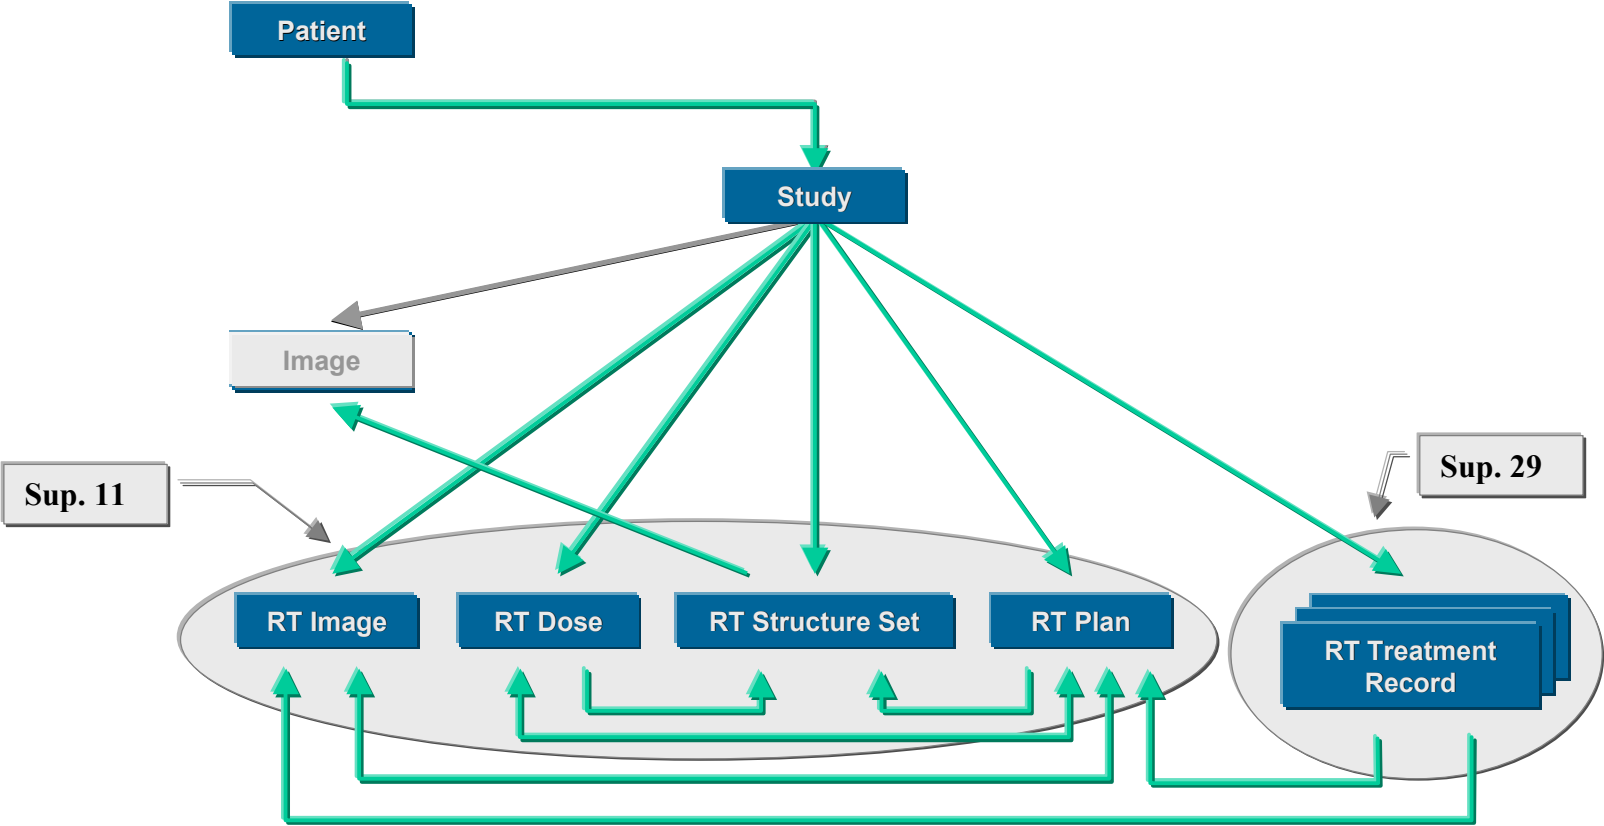 Patient
Study
Image
Sup. 11
Sup. 29
RT Image
RT Dose
RT Structure Set
RT Plan
RT Treatment
Record